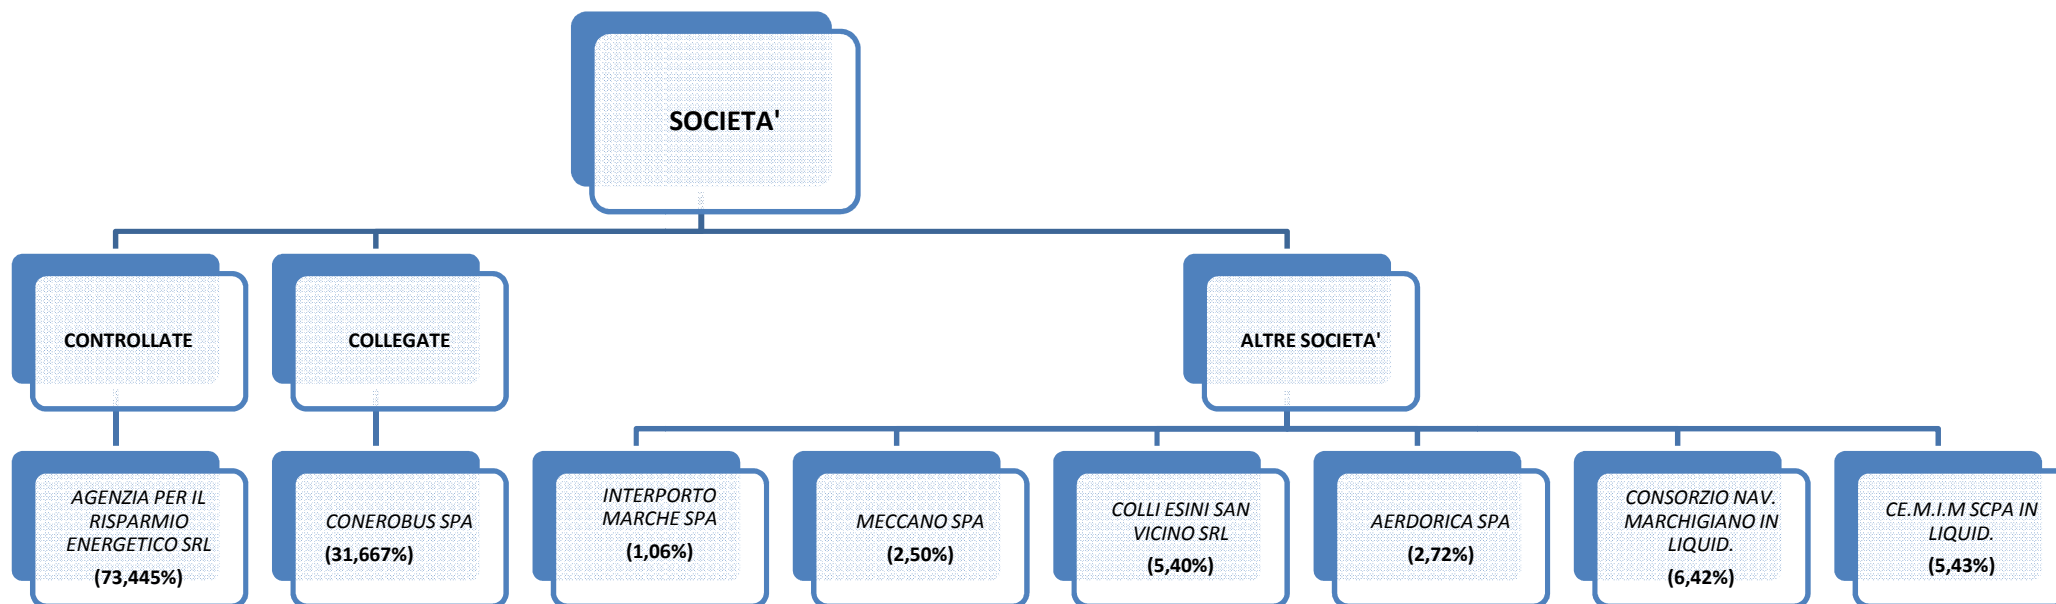 SOCIETA'
CONTROLLATE
COLLEGATE
ALTRE SOCIETA'
AGENZIA PER IL
RISPARMIO
ENERGETICO SRL
(73,445%)
CONEROBUS SPA
(31,667%)
INTERPORTO
MARCHE SPA
(1,06%)
MECCANO SPA
(2,50%)
COLLI ESINI SAN
VICINO SRL
(5,40%)
AERDORICA SPA
(2,72%)
CONSORZIO NAV.
MARCHIGIANO IN
LIQUID.
(6,42%)
CE.M.I.M SCPA IN
LIQUID.
(5,43%)